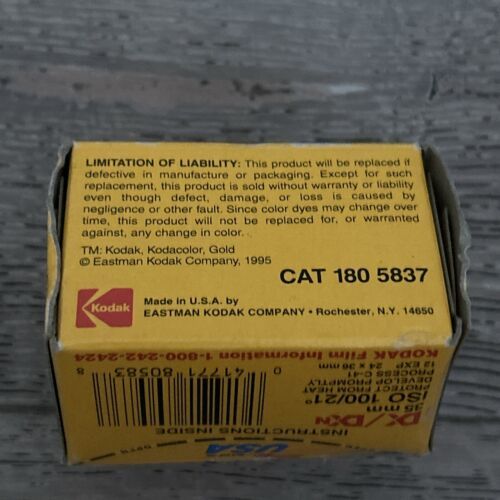 LIMITATION OF LIABILITY: This product will be replaced if
defective in manufacture or packaging. Except for such
replacement, this product is sold without warranty or liability
even though defect, damage, or loss is caused by
negligence or other fault. Since color dyes may change over
time, this product will not be replaced for, or warranted
against, any change in color.
TM: Kodak, Kodacolor, Gold
© Eastman Kodak Company, 1995
CAT 180 5837
Kodak
Made in U.S.A. by
EASTMAN KODAK COMPANY • Rochester, N.Y. 14650
KODAK Film Information 1-800-242-2424
12 EXP 24 x 36 mm
PROCESS C-41
DEVELOP PROMPTLY
PROTECT FROM HEAT
ISO 100/21°
35 mm
DX/DXN
0 41771 80583 8
INSTRUCTIONS INSIDE
USA